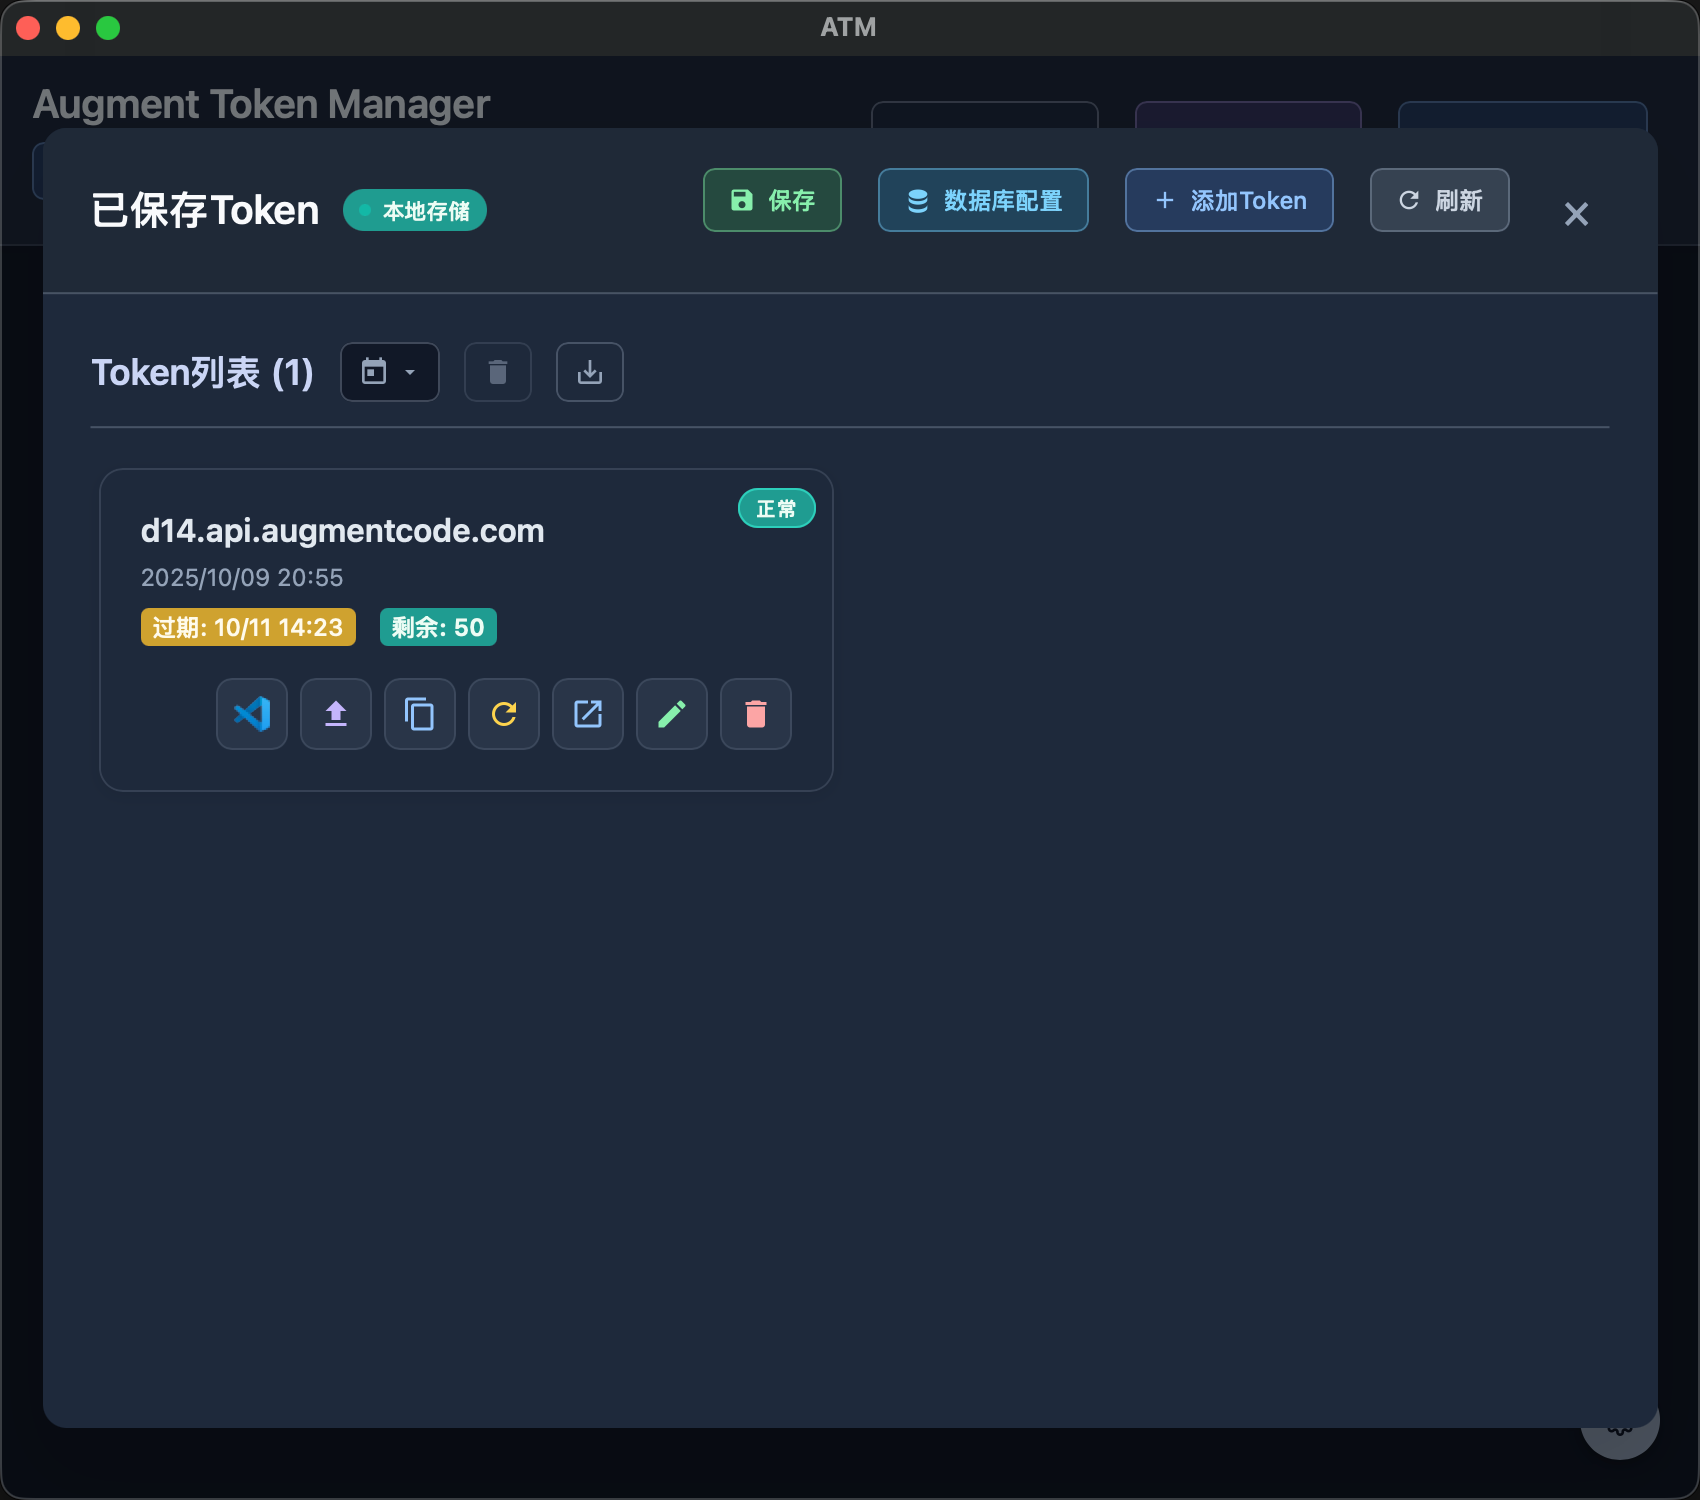 ATM
Augment Token Manager
已保存Token
本地存储
保存
数据库配置
添加Token
刷新
Token列表 (1)
正常
d14.api.augmentcode.com
2025/10/09 20:55
过期: 10/11 14:23
剩余: 50